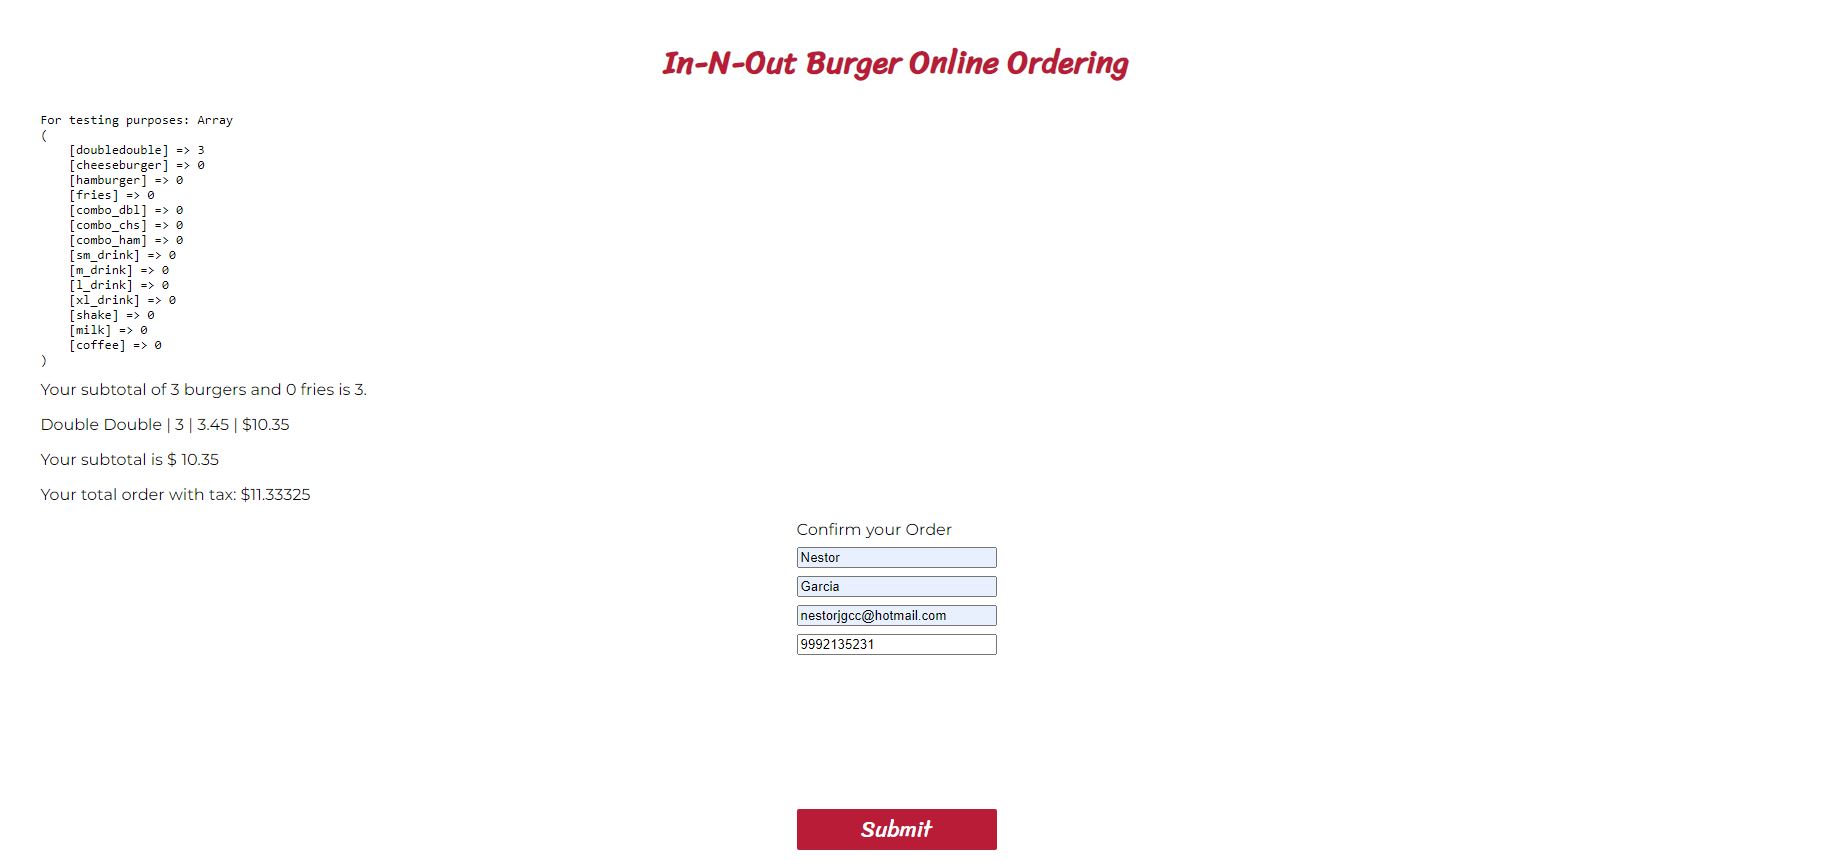 In-N-Out Burger Online Ordering
For testing purposes: Array
(
    [doubledouble] => 3
    [cheeseburger] => 0
    [hamburger] => 0
    [fries] => 0
    [combo_dbl] => 0
    [combo_chs] => 0
    [combo_ham] => 0
    [sm_drink] => 0
    [m_drink] => 0
    [l_drink] => 0
    [xl_drink] => 0
    [shake] => 0
    [milk] => 0
    [coffee] => 0
)
Your subtotal of 3 burgers and 0 fries is 3.
Double Double | 3 | 3.45 | $10.35
Your subtotal is $ 10.35
Your total order with tax: $11.33325
Confirm your Order
Nestor
Garcia
nestorjgcc@hotmail.com
9992135231
Submit